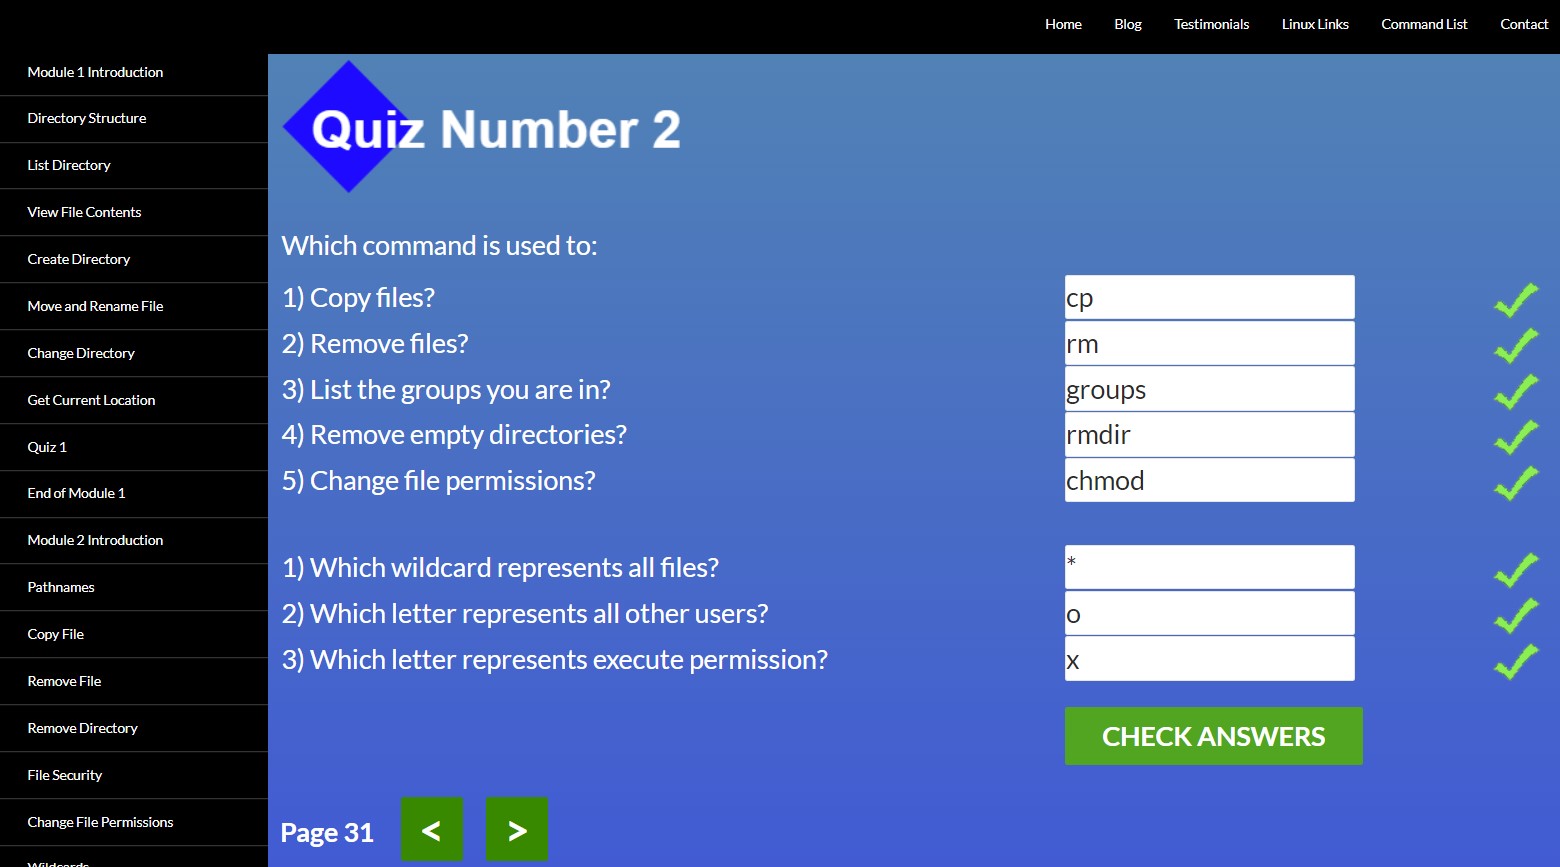 Home Blog Testimonials Linux Links Command List Contact
Module 1 Introduction
Directory Structure
List Directory
View File Contents
Create Directory
Move and Rename File
Change Directory
Get Current Location
Quiz 1
End of Module 1
Module 2 Introduction
Pathnames
Copy File
Remove File
Remove Directory
File Security
Change File Permissions
Wildcards
Quiz Number 2
Which command is used to:
1) Copy files? cp
2) Remove files? rm
3) List the groups you are in? groups
4) Remove empty directories? rmdir
5) Change file permissions? chmod
1) Which wildcard represents all files? *
2) Which letter represents all other users? o
3) Which letter represents execute permission? x
CHECK ANSWERS
Page 31 < >